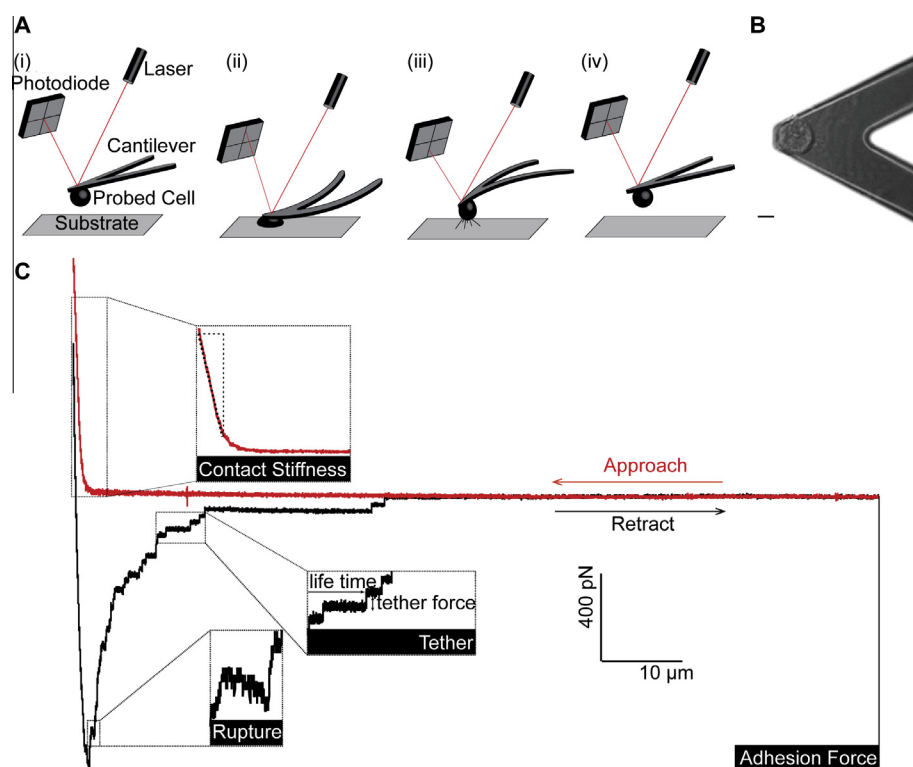 A
B
(i)
(ii)
(iii)
(iv)
Photodiode
Laser
Cantilever
Probed Cell
Substrate
C
Contact Stiffness
Approach
Retract
life time
tether force
Tether
400 pN
10 µm
Rupture
Adhesion Force